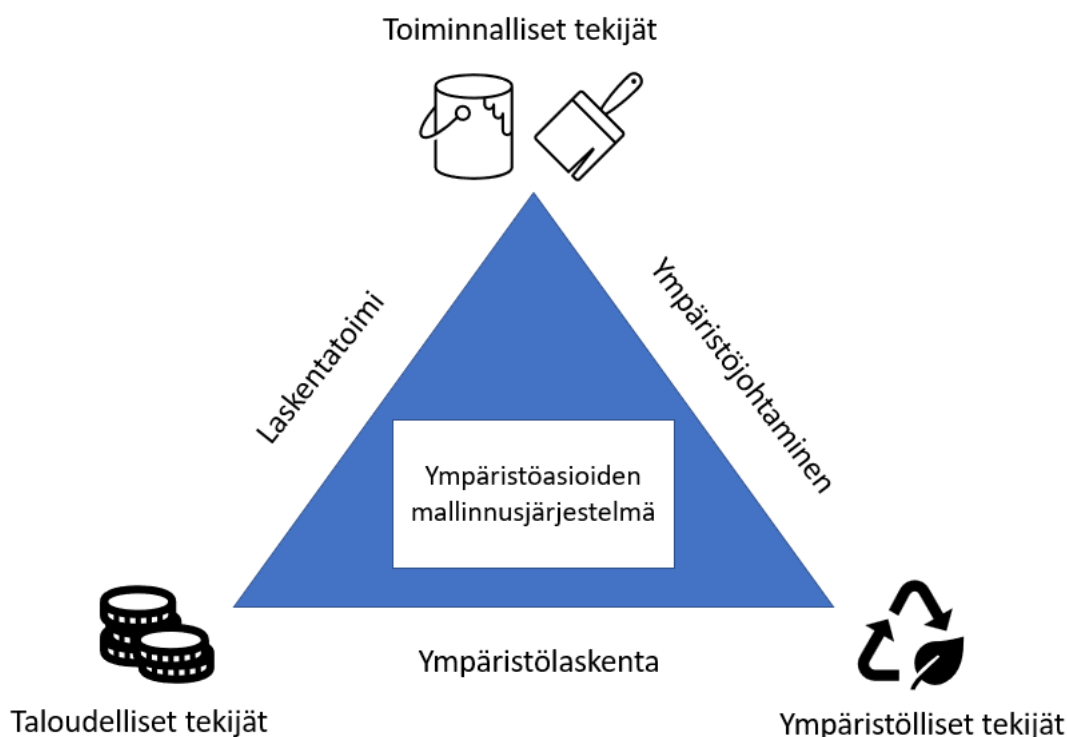 Toiminnalliset tekijät
Laskentatoimi
Ympäristöjohtaminen
Ympäristöasioiden
mallinnusjärjestelmä
Ympäristölaskenta
Taloudelliset tekijät
Ympäristölliset tekijät